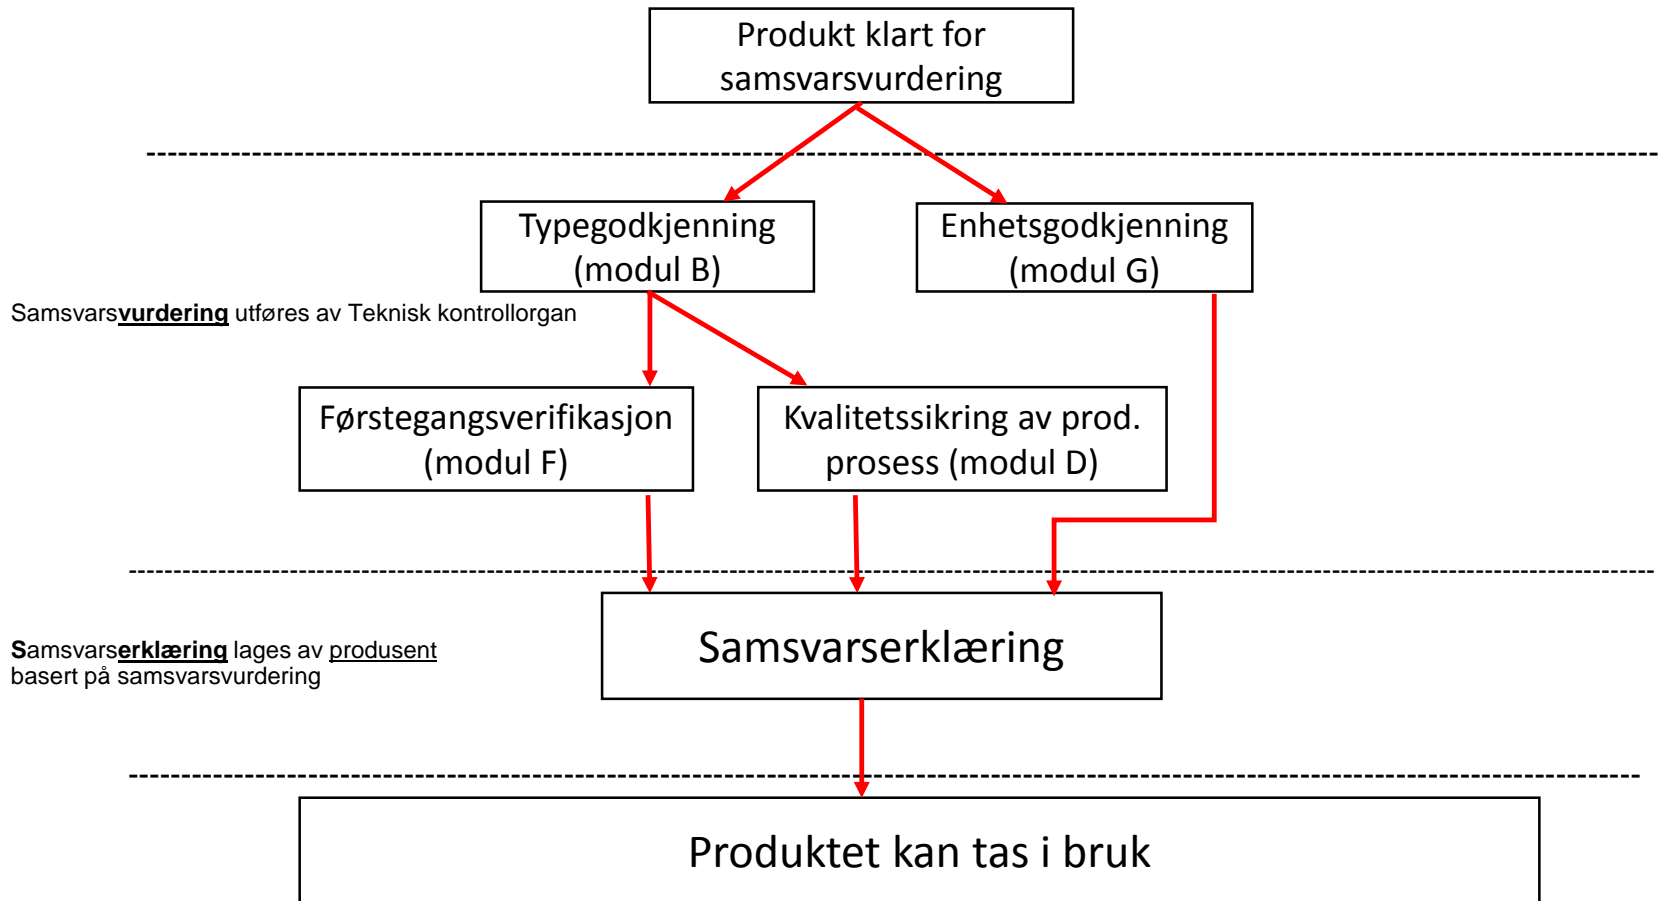 Produkt klart for
samsvarsvurdering
Typegodkjenning
(modul B)
Enhetsgodkjenning
(modul G)
Samsvarsvurdering utføres av Teknisk kontrollorgan
Førstegangsverifikasjon
(modul F)
Kvalitetssikring av prod.
prosess (modul D)
Samsvarserklæring
Samsvarserklæring lages av produsent
basert på samsvarsvurdering
Produktet kan tas i bruk